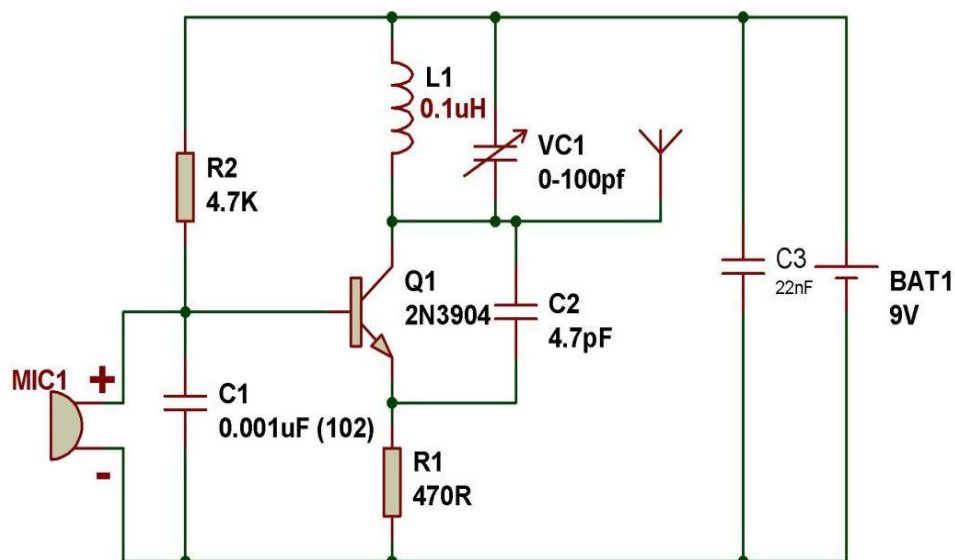 L1
0.1uH
VC1
0-100pf
R2
4.7K
Q1
2N3904
C2
4.7pF
C3
22nF
BAT1
9V
MIC1
+
-
C1
0.001uF (102)
R1
470R